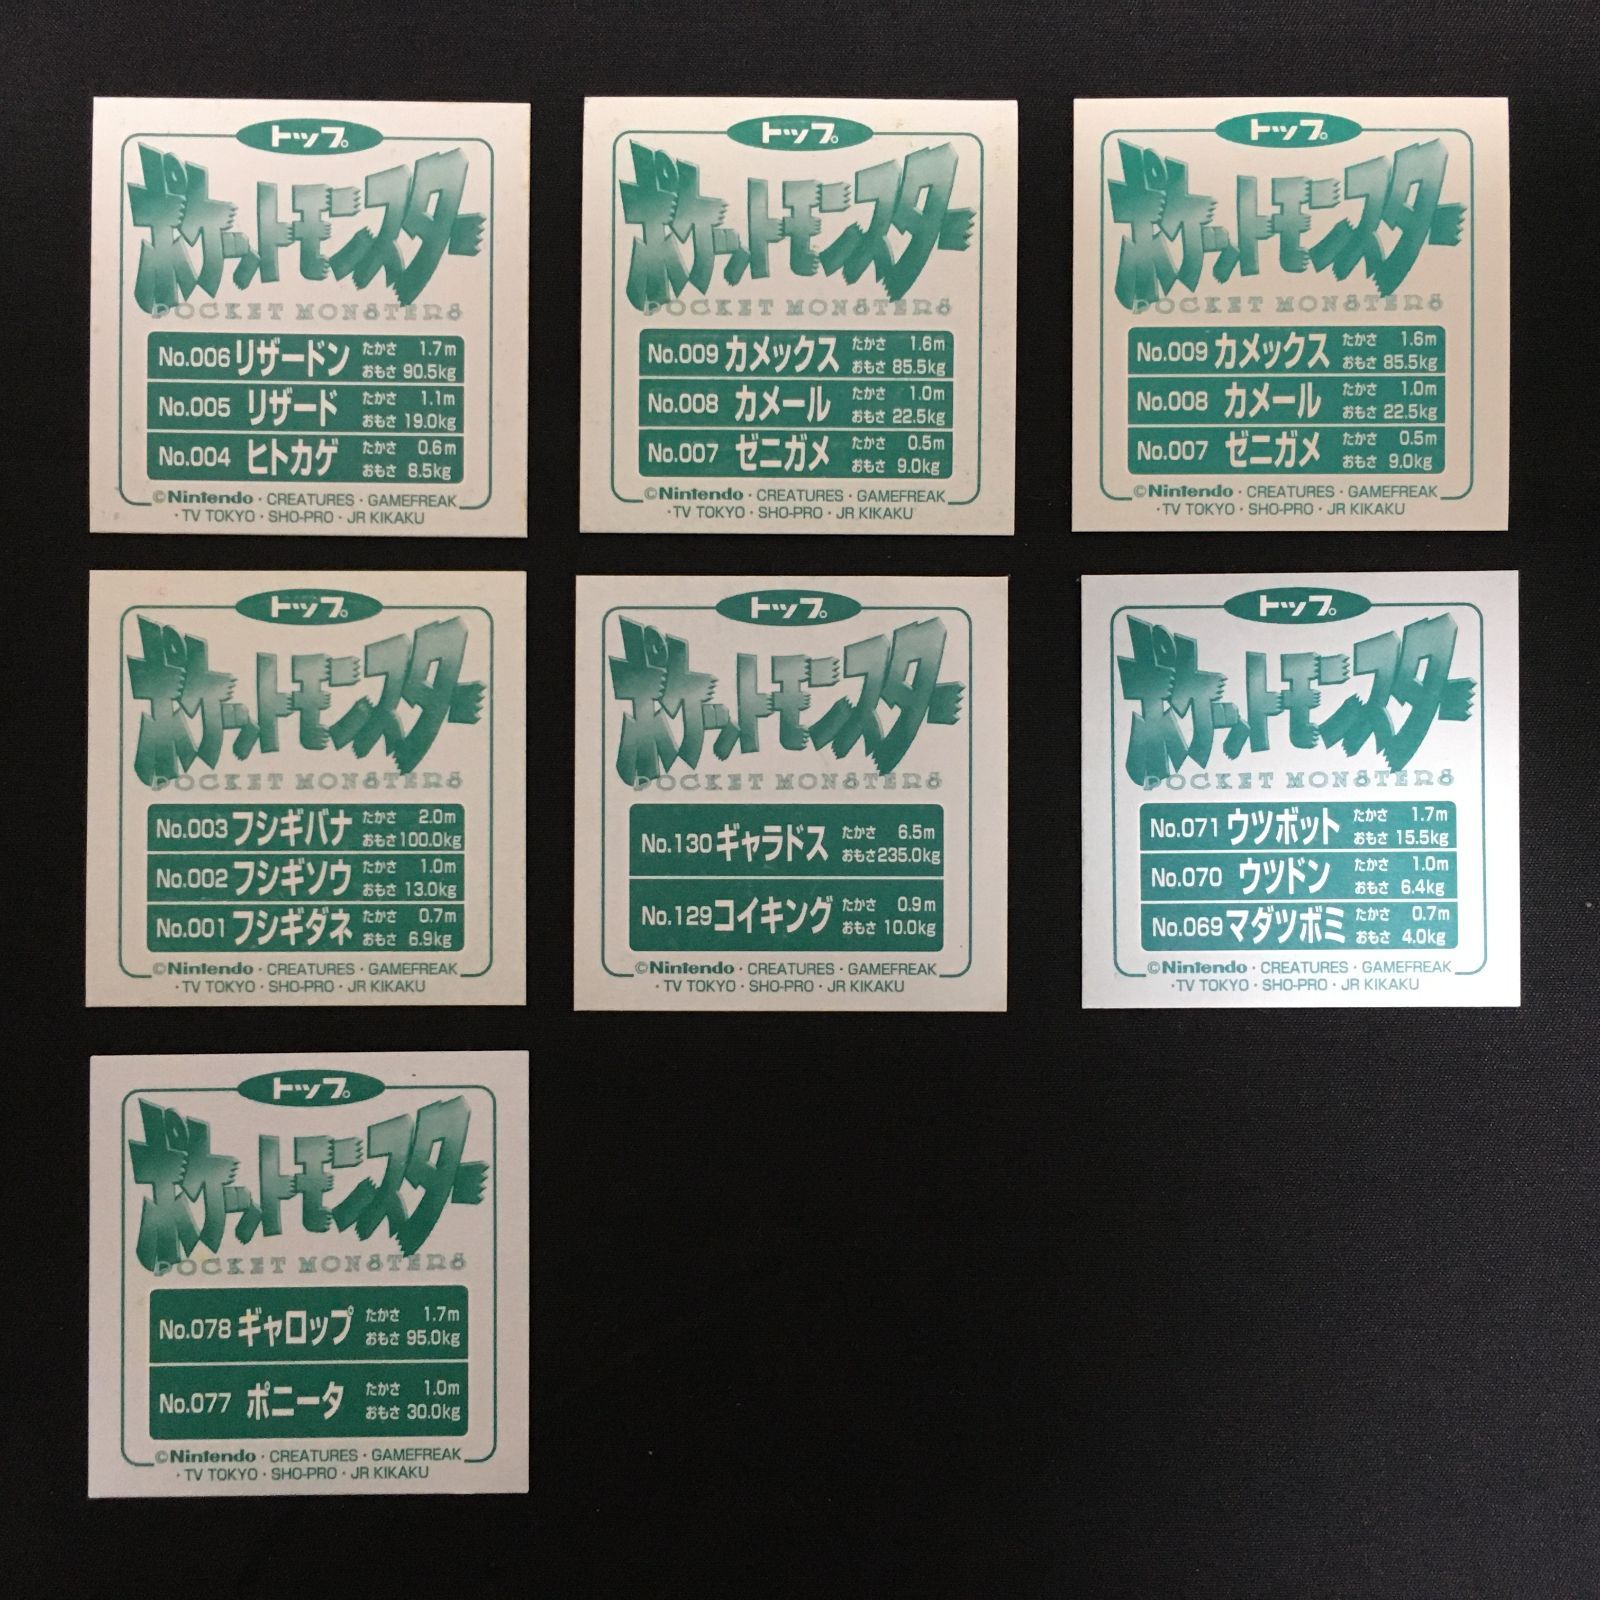 トップ。
ポケットモンスター
POCKET MONSTERS
No.006 リザードン たかさ 1.7m おもさ 90.5kg
No.005 リザード たかさ 1.1m おもさ 19.0kg
No.004 ヒトカゲ たかさ 0.6m おもさ 8.5kg
©Nintendo・CREATURES・GAMEFREAK
・TV TOKYO・SHO-PRO・JR KIKAKU
トップ。
ポケットモンスター
POCKET MONSTERS
No.009 カメックス たかさ 1.6m おもさ 85.5kg
No.008 カメール たかさ 1.0m おもさ 22.5kg
No.007 ゼニガメ たかさ 0.5m おもさ 9.0kg
©Nintendo・CREATURES・GAMEFREAK
・TV TOKYO・SHO-PRO・JR KIKAKU
トップ。
ポケットモンスター
POCKET MONSTERS
No.009 カメックス たかさ 1.6m おもさ 85.5kg
No.008 カメール たかさ 1.0m おもさ 22.5kg
No.007 ゼニガメ たかさ 0.5m おもさ 9.0kg
©Nintendo・CREATURES・GAMEFREAK
・TV TOKYO・SHO-PRO・JR KIKAKU
トップ。
ポケットモンスター
POCKET MONSTERS
No.003 フシギバナ たかさ 2.0m おもさ 100.0kg
No.002 フシギソウ たかさ 1.0m おもさ 13.0kg
No.001 フシギダネ たかさ 0.7m おもさ 6.9kg
©Nintendo・CREATURES・GAMEFREAK
・TV TOKYO・SHO-PRO・JR KIKAKU
トップ。
ポケットモンスター
POCKET MONSTERS
No.130 ギャラドス たかさ 6.5m おもさ 235.0kg
No.129 コイキング たかさ 0.9m おもさ 10.0kg
©Nintendo・CREATURES・GAMEFREAK
・TV TOKYO・SHO-PRO・JR KIKAKU
トップ。
ポケットモンスター
POCKET MONSTERS
No.071 ウツボット たかさ 1.7m おもさ 15.5kg
No.070 ウツドン たかさ 1.0m おもさ 6.4kg
No.069 マダツボミ たかさ 0.7m おもさ 4.0kg
©Nintendo・CREATURES・GAMEFREAK
・TV TOKYO・SHO-PRO・JR KIKAKU
トップ。
ポケットモンスター
POCKET MONSTERS
No.078 ギャロップ たかさ 1.7m おもさ 95.0kg
No.077 ポニータ たかさ 1.0m おもさ 30.0kg
©Nintendo・CREATURES・GAMEFREAK
・TV TOKYO・SHO-PRO・JR KIKAKU